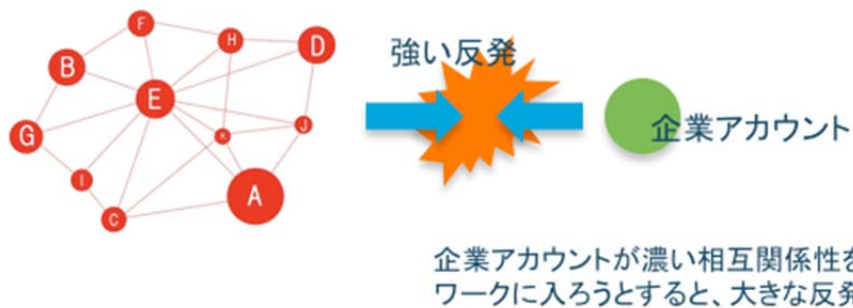 F
H
D
B
E
G
K
J
I
A
C
強い反発
企業アカウント
企業アカウントが濃い相互関係性を
ワークに入ろうとすると、大きな反発